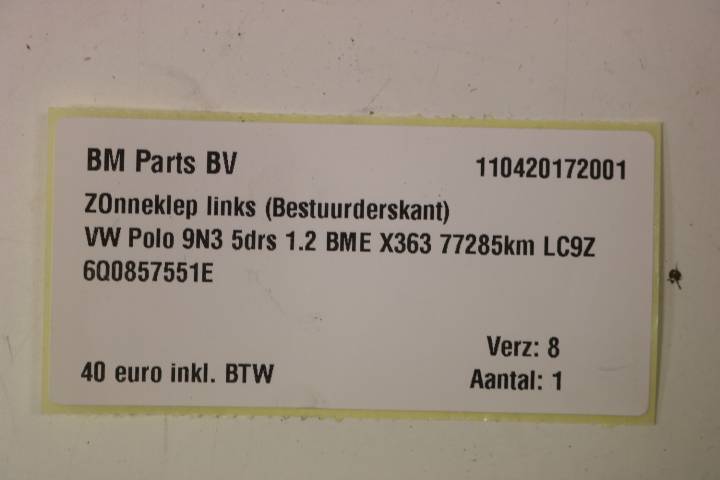 BM Parts BV 110420172001
ZOnneklep links (Bestuurderskant)
VW Polo 9N3 5drs 1.2 BME X363 77285km LC9Z
6Q0857551E
Verz: 8
40 euro inkl. BTW Aantal: 1